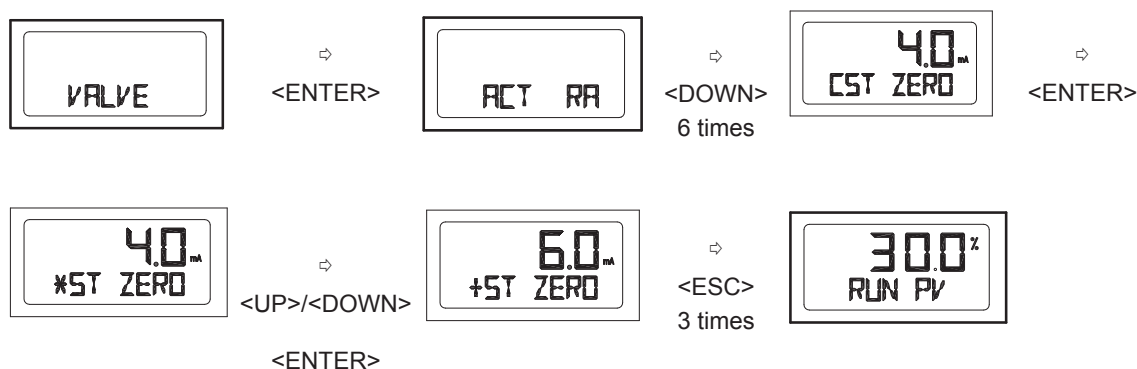 VALVE
⇨
<ENTER>
ACT RA
⇨
<DOWN>
6 times
4.0 mA
CST ZERO
⇨
<ENTER>
4.0 mA
*ST ZERO
⇨
<UP>/<DOWN>
<ENTER>
6.0 mA
+ST ZERO
⇨
<ESC>
3 times
30.0 %
RUN PV